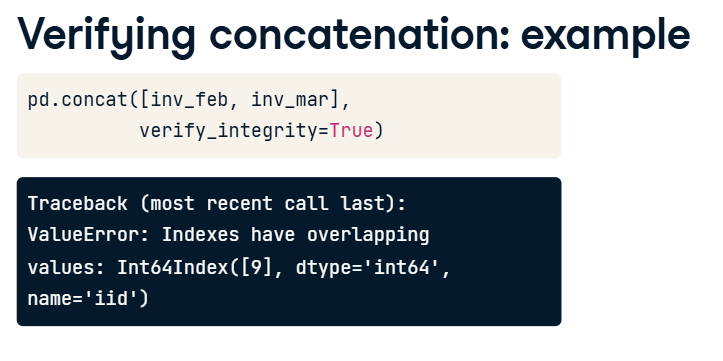 Verifying concatenation: example
pd.concat([inv_feb, inv_mar],
          verify_integrity=True)
Traceback (most recent call last):
ValueError: Indexes have overlapping
values: Int64Index([9], dtype='int64',
name='iid')